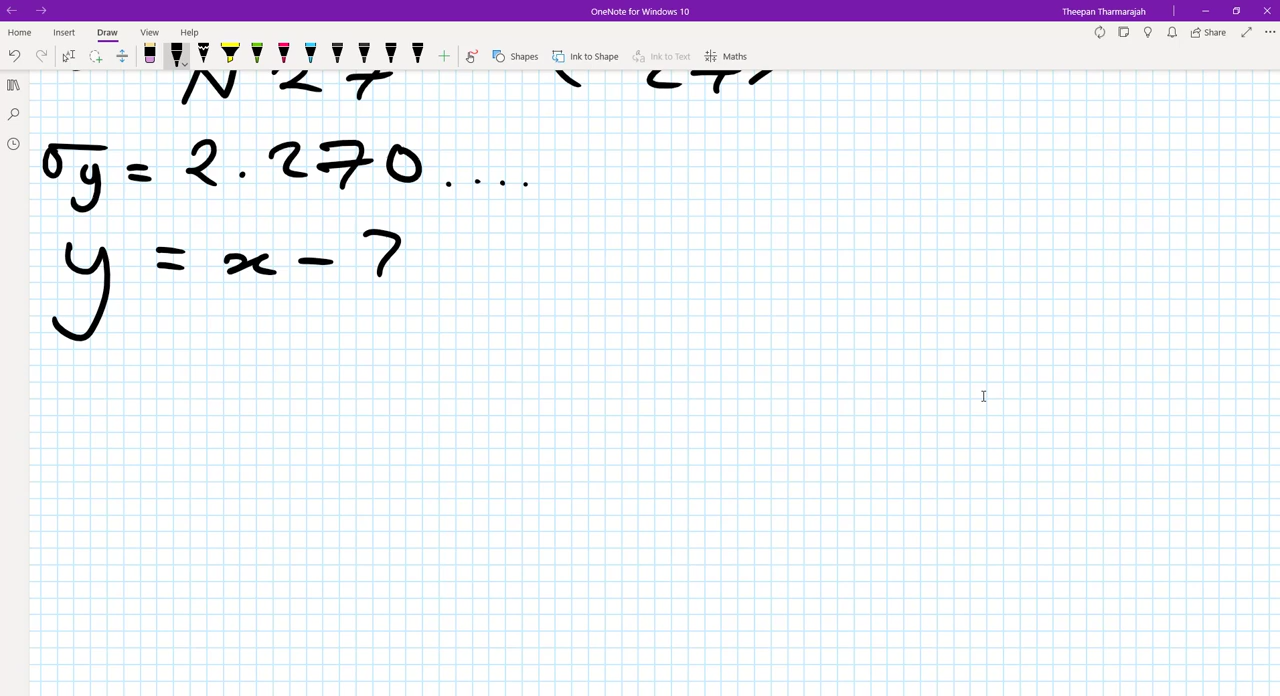 OneNote for Windows 10
Theepan Tharmarajah
Home Insert Draw View Help
Share
Shapes Ink to Shape Ink to Text Maths
σy = 2.270....
y = x - 7